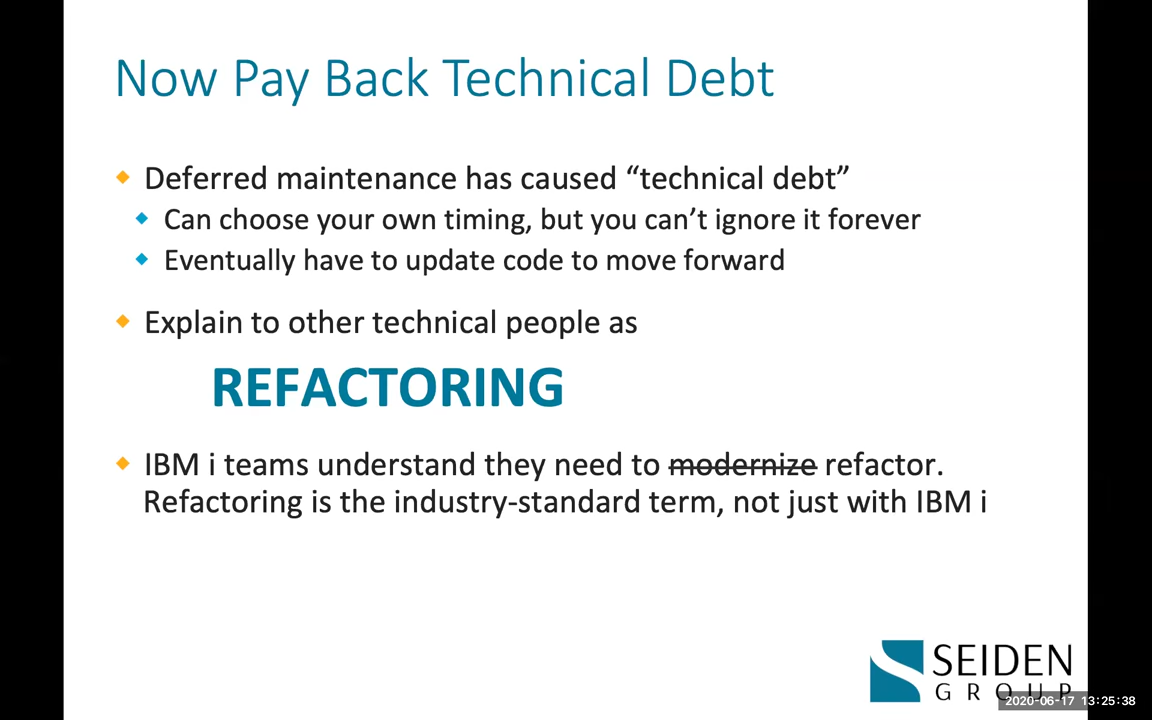 Now Pay Back Technical Debt
Deferred maintenance has caused “technical debt”
Can choose your own timing, but you can’t ignore it forever
Eventually have to update code to move forward
Explain to other technical people as
REFACTORING
IBM i teams understand they need to modernize refactor.
Refactoring is the industry-standard term, not just with IBM i
SEIDEN
GROUP
2020-06-17 13:25:38